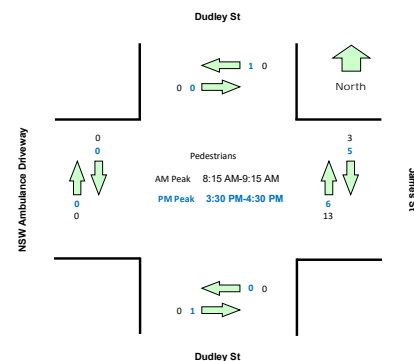 Dudley St
1 0
0 0
North
NSW Ambulance Driveway
0
0
0
0
Pedestrians
AM Peak 8:15 AM-9:15 AM
PM Peak 3:30 PM-4:30 PM
3
5
6
13
James St
0 0
0 1
Dudley St